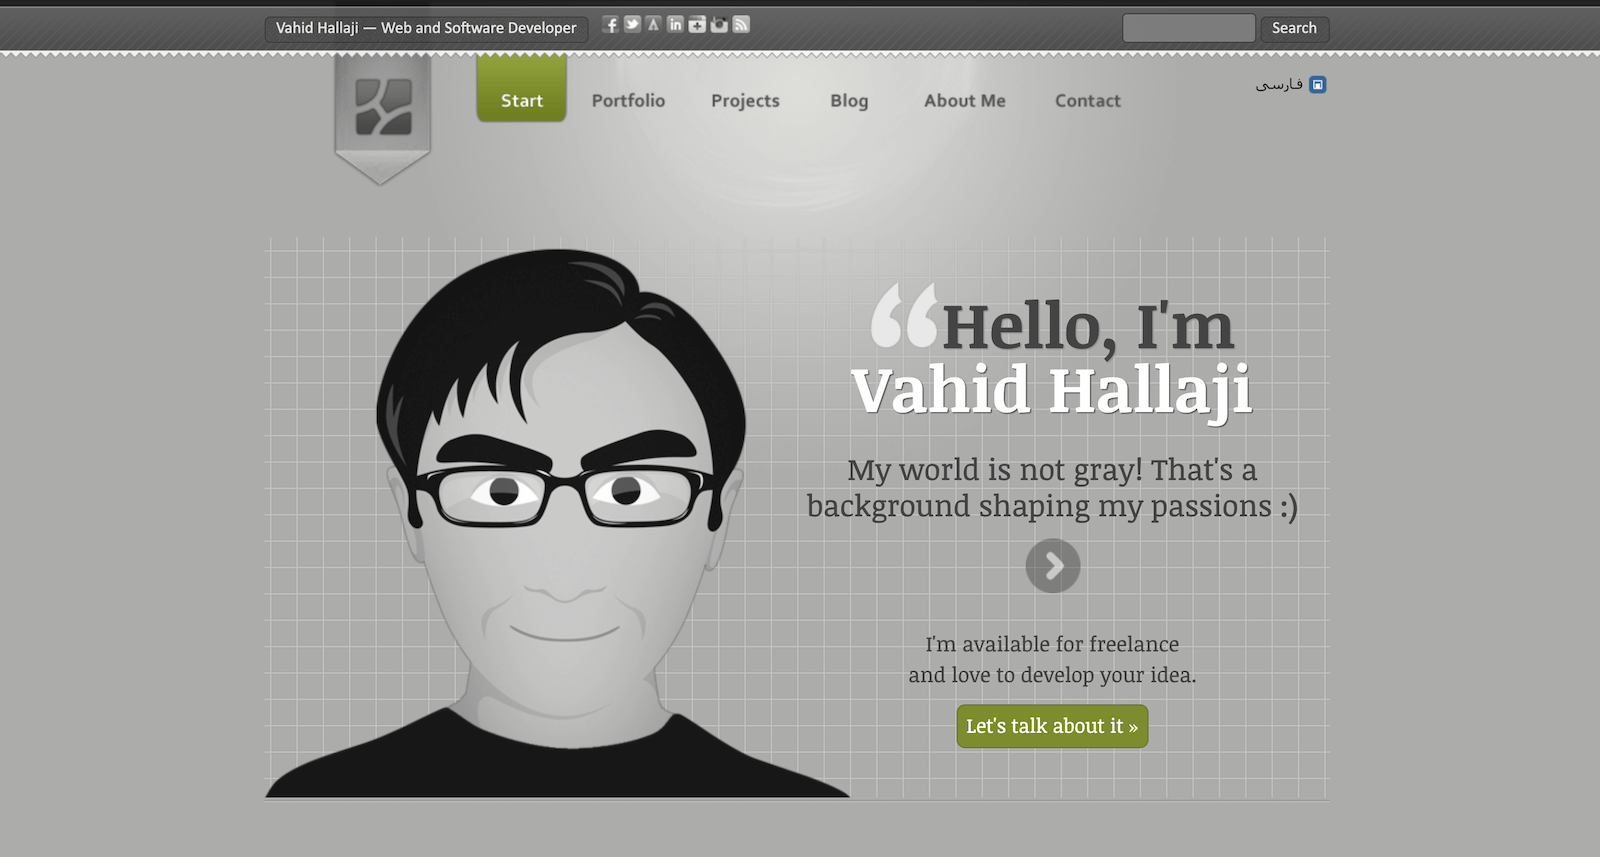 Vahid Hallaji — Web and Software Developer
Search
Start
Portfolio
Projects
Blog
About Me
Contact
فارسی
“Hello, I'm
Vahid Hallaji
My world is not gray! That's a
background shaping my passions :)
I'm available for freelance
and love to develop your idea.
Let's talk about it »